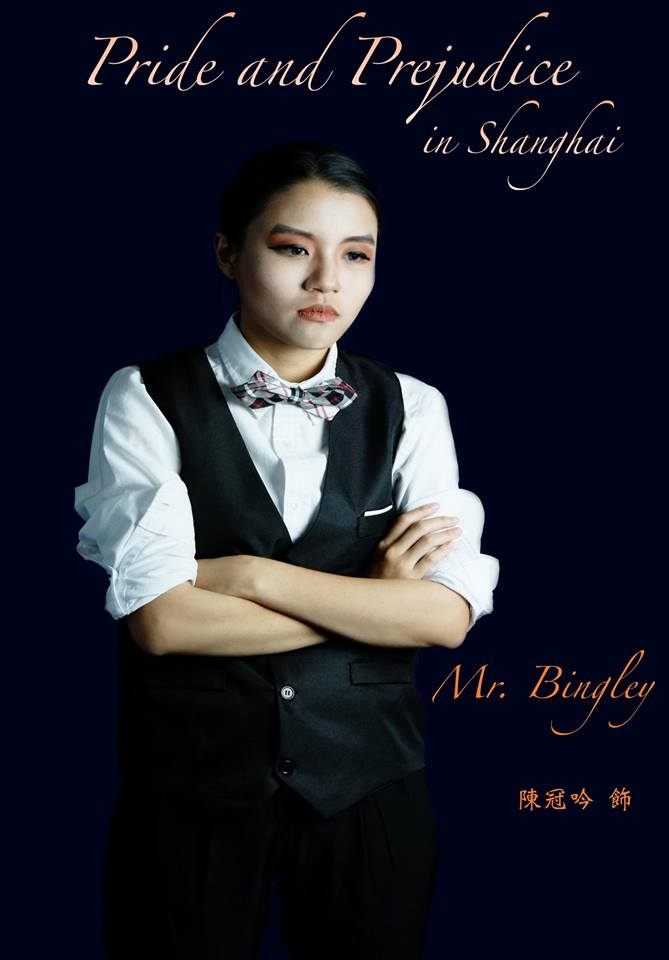 Pride and Prejudice
in Shanghai
Mr. Bingley
陳冠吟 飾